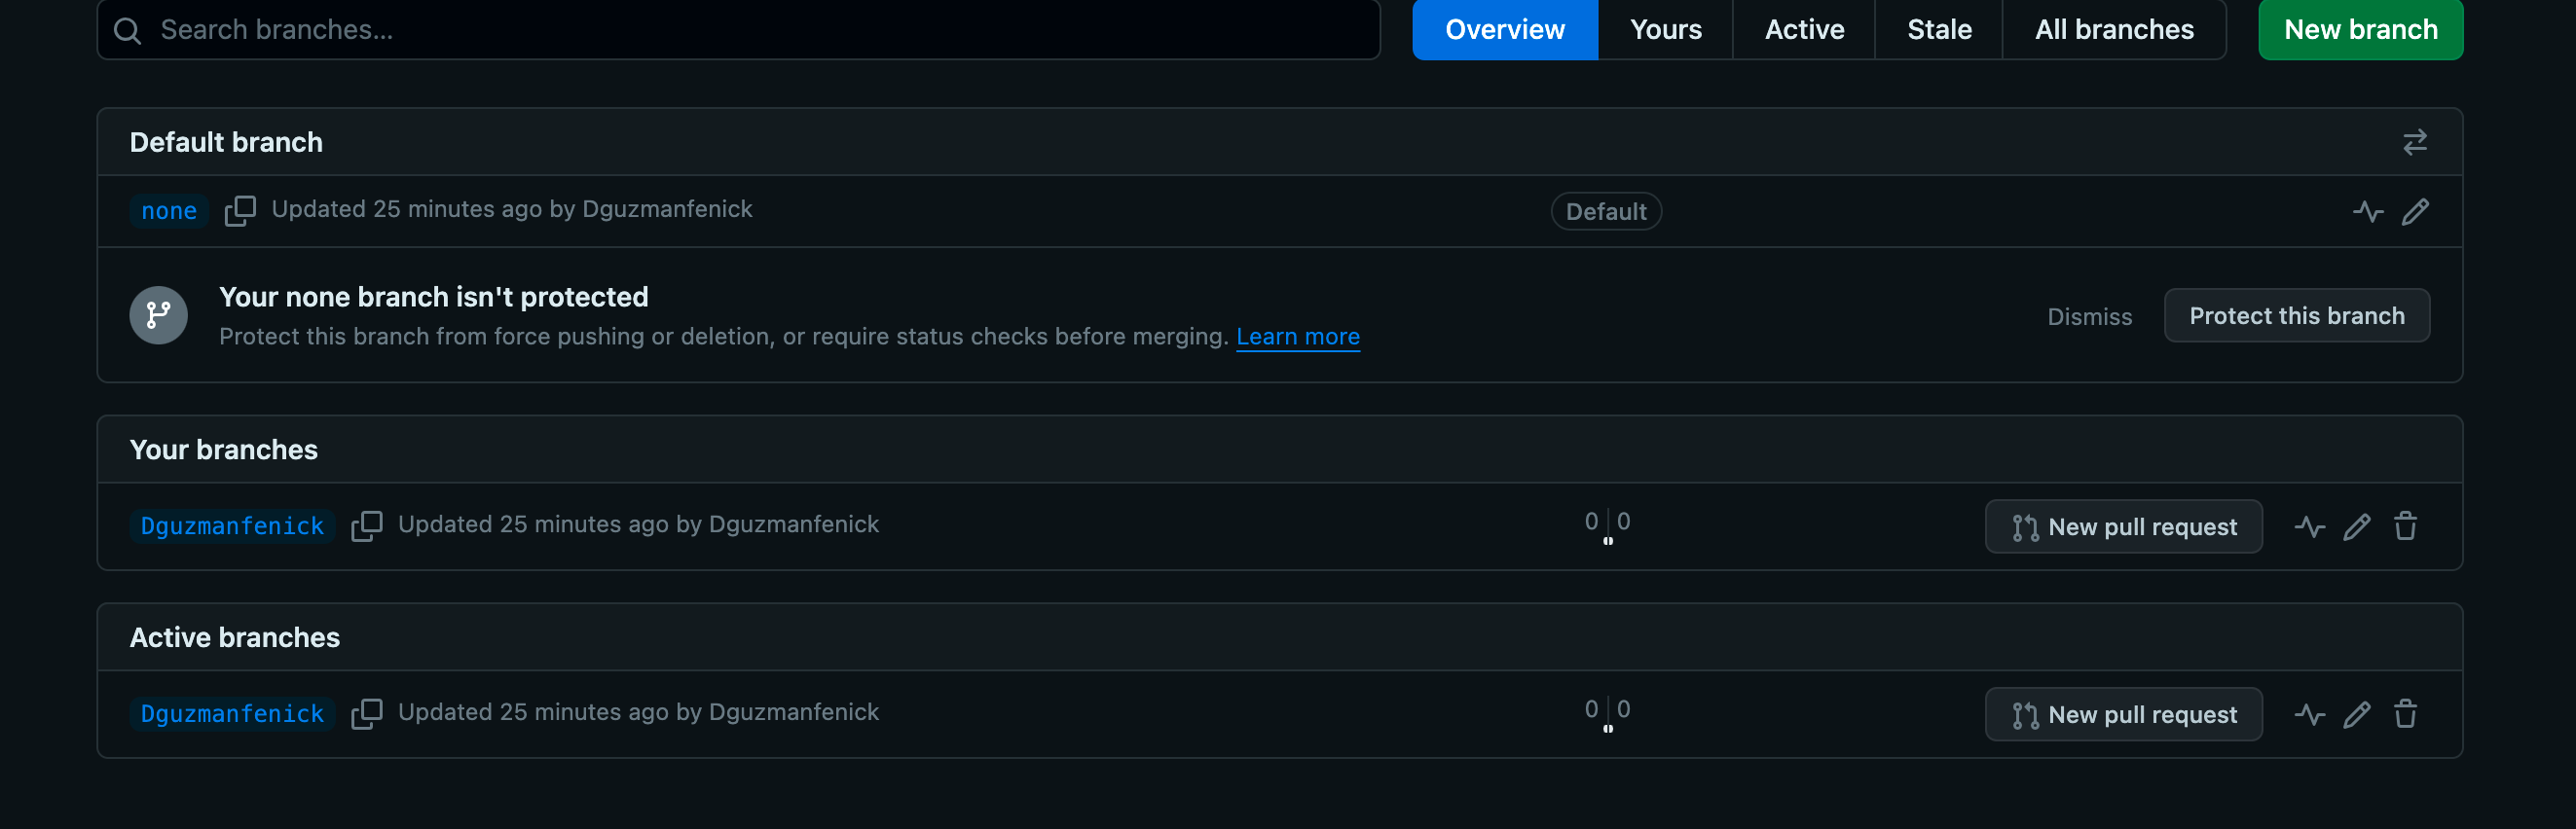 Search branches...
Overview
Yours
Active
Stale
All branches
New branch
Default branch
none
Updated 25 minutes ago by Dguzmanfenick
Default
Your none branch isn't protected
Protect this branch from force pushing or deletion, or require status checks before merging. Learn more
Dismiss
Protect this branch
Your branches
Dguzmanfenick
Updated 25 minutes ago by Dguzmanfenick
0
0
New pull request
Active branches
Dguzmanfenick
Updated 25 minutes ago by Dguzmanfenick
0
0
New pull request